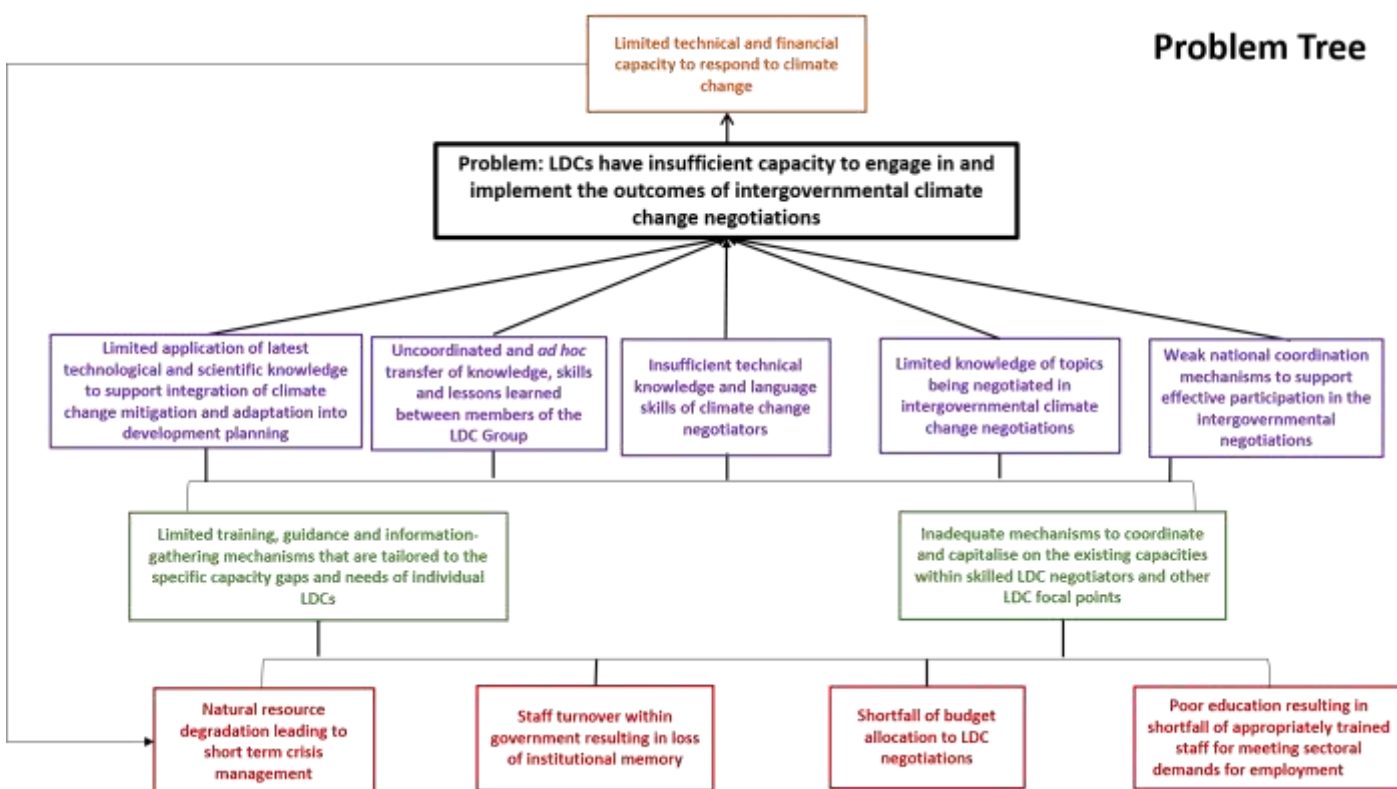 Problem Tree
Limited technical and financial
capacity to respond to climate
change
Problem: LDCs have insufficient capacity to engage in and
implement the outcomes of intergovernmental climate
change negotiations
Limited application of latest
technological and scientific knowledge
to support integration of climate
change mitigation and adaptation into
development planning
Uncoordinated and ad hoc
transfer of knowledge, skills
and lessons learned
between members of the
LDC Group
Insufficient technical
knowledge and language
skills of climate change
negotiators
Limited knowledge of topics
being negotiated in
intergovernmental climate
change negotiations
Weak national coordination
mechanisms to support
effective participation in the
intergovernmental
negotiations
Limited training, guidance and information-
gathering mechanisms that are tailored to the
specific capacity gaps and needs of individual
LDCs
Inadequate mechanisms to coordinate
and capitalise on the existing capacities
within skilled LDC negotiators and other
LDC focal points
Natural resource
degradation leading to
short term crisis
management
Staff turnover within
government resulting in loss
of institutional memory
Shortfall of budget
allocation to LDC
negotiations
Poor education resulting in
shortfall of appropriately trained
staff for meeting sectoral
demands for employment